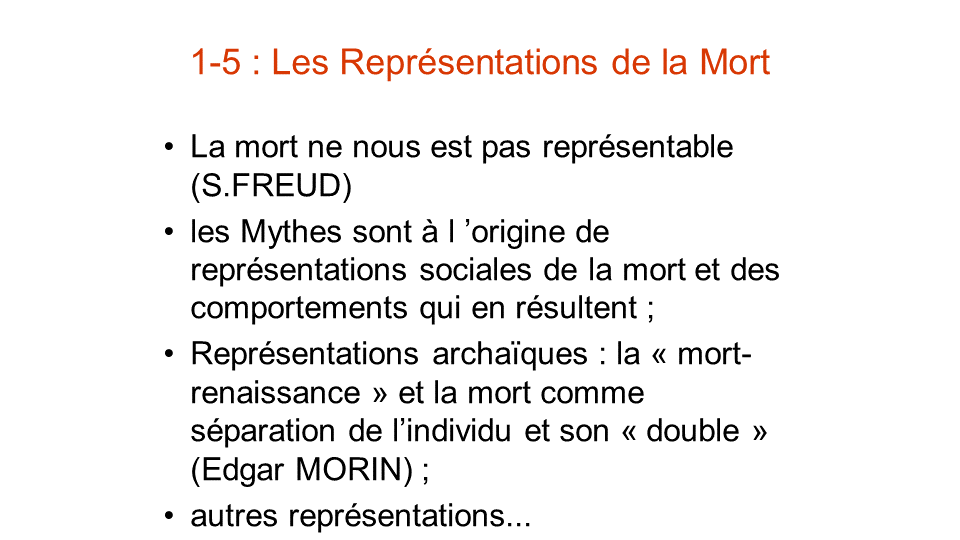 1-5 : Les Représentations de la Mort
• La mort ne nous est pas représentable
(S.FREUD)
• les Mythes sont à l ’origine de
représentations sociales de la mort et des
comportements qui en résultent ;
• Représentations archaïques : la « mort-
renaissance » et la mort comme
séparation de l’individu et son « double »
(Edgar MORIN) ;
• autres représentations...